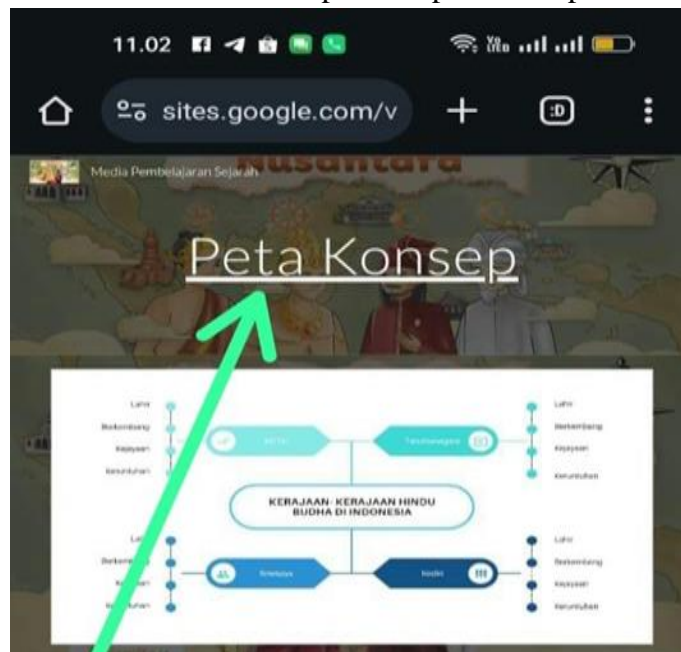 11.02
sites.google.com/v
Nusantara
Media Pembelajaran Sejarah
Peta Konsep
Lahir
Berkembang
Kejayaan
Keruntuhan
Lahir
Berkembang
Kejayaan
Keruntuhan
Tarumanegara
KERAJAAN- KERAJAAN HINDU
BUDHA DI INDONESIA
Sriwijaya
Kediri
Lahir
Lahir
Berkembang
Kejayaan
Keruntuhan